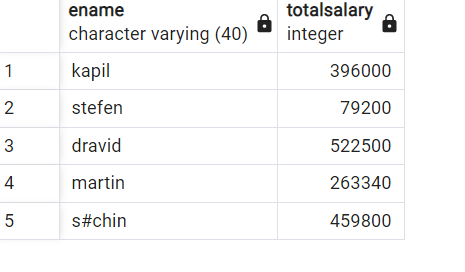 ename totalsalary
character varying (40) integer
1 kapil 396000
2 stefen 79200
3 dravid 522500
4 martin 263340
5 s#chin 459800